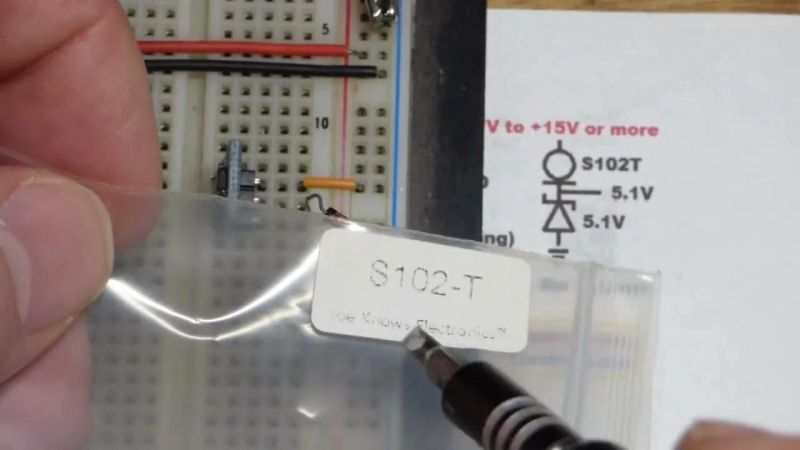 5
10
V to +15V or more
S102T
5.1V
5.1V
ng)
S102-T
Joe Knows Electronics™